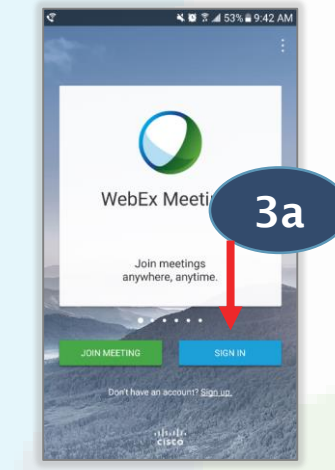 53% 9:42 AM
WebEx Meeti
3a
Join meetings
anywhere, anytime.
JOIN MEETING
SIGN IN
Don't have an account? Sign up.
cisco